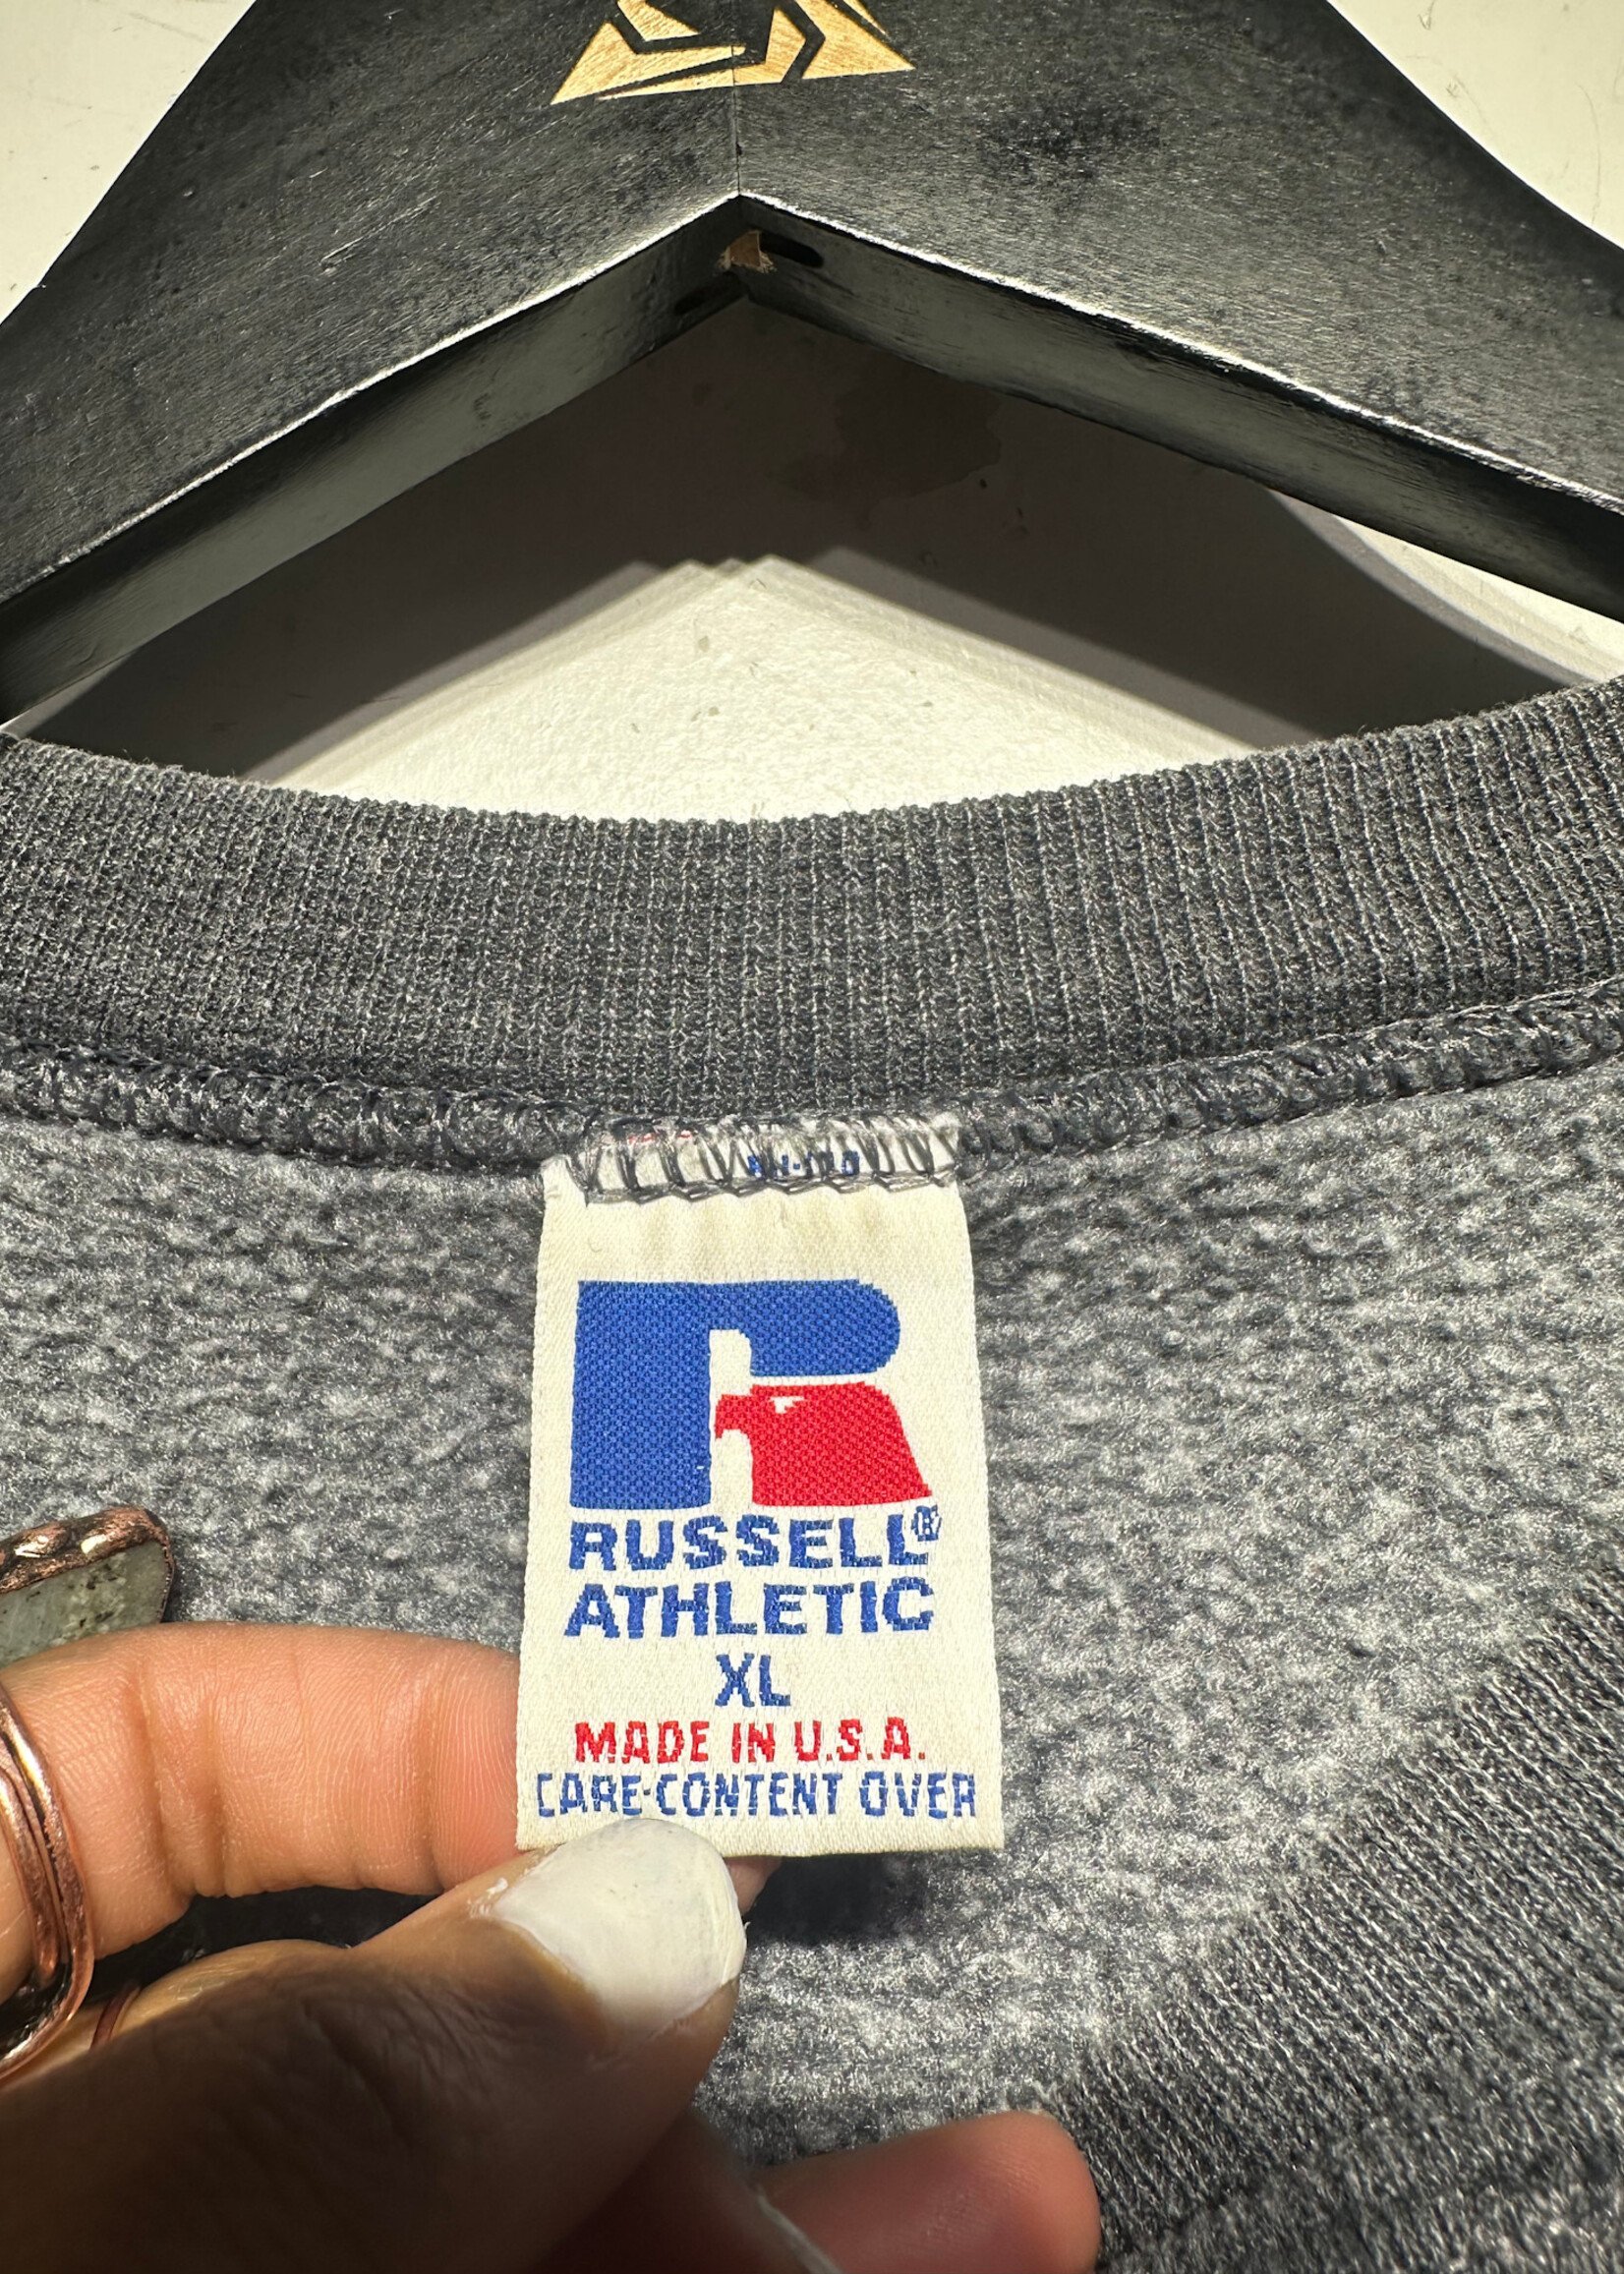 RUSSELL®
ATHLETIC
XL
MADE IN U.S.A.
CARE·CONTENT OVER